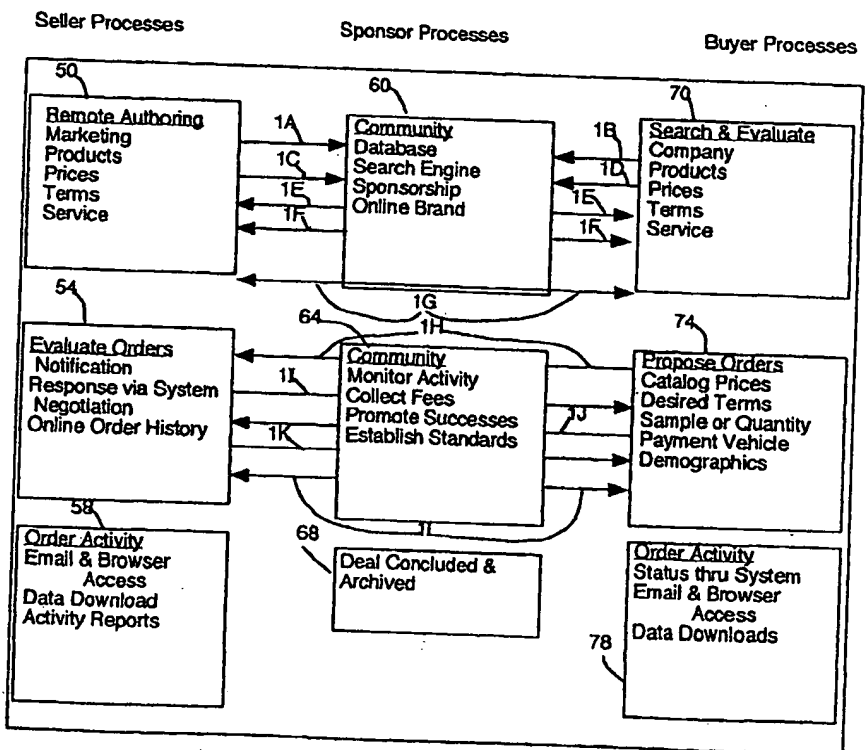 Seller Processes
Sponsor Processes
Buyer Processes
50
60
70
Remote Authoring
Marketing
Products
Prices
Terms
Service
1A
1C
1E
1F
Community
Database
Search Engine
Sponsorship
Online Brand
1B
1D
1E
1F
Search & Evaluate
Company
Products
Prices
Terms
Service
1G
54
64
74
1H
Evaluate Orders
Notification
Response via System
Negotiation
Online Order History
1I
1K
Community
Monitor Activity
Collect Fees
Promote Successes
Establish Standards
1J
Propose Orders
Catalog Prices
Desired Terms
Sample or Quantity
Payment Vehicle
Demographics
1L
58
68
78
Order Activity
Email & Browser
Access
Data Download
Activity Reports
Deal Concluded &
Archived
Order Activity
Status thru System
Email & Browser
Access
Data Downloads